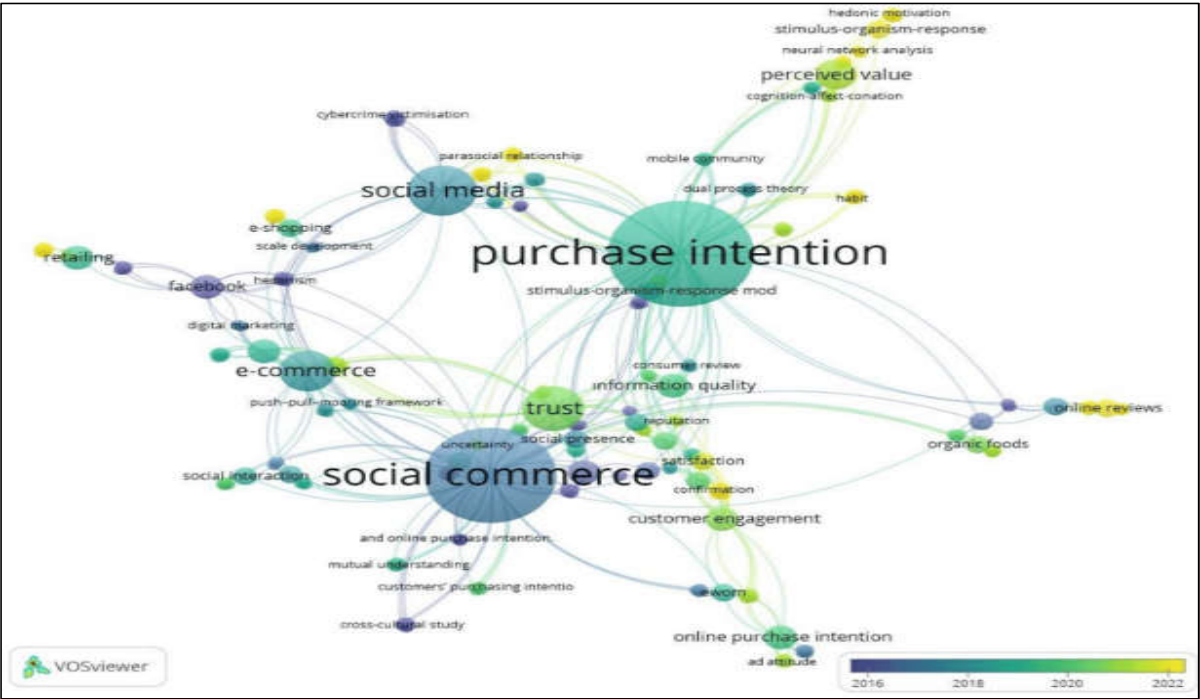 hedonic motivation
stimulus-organism-response
neural network analysis
perceived value
cognition-affect-conation
cybercrime victimisation
parasocial relationship
mobile community
social media
dual process theory
habit
e-shopping
scale development
purchase intention
retailing
hedonism
facebook
stimulus-organism-response mod
digital marketing
consumer review
e-commerce
information quality
push-pull-mooring framework
trust
online reviews
reputation
uncertainty
social presence
organic foods
satisfaction
social interaction
social commerce
confirmation
customer engagement
and online purchase intention,
mutual understanding
customers' purchasing intentio
ewom
cross-cultural study
online purchase intention
ad attitude
VOSviewer
2016 2018 2020 2022